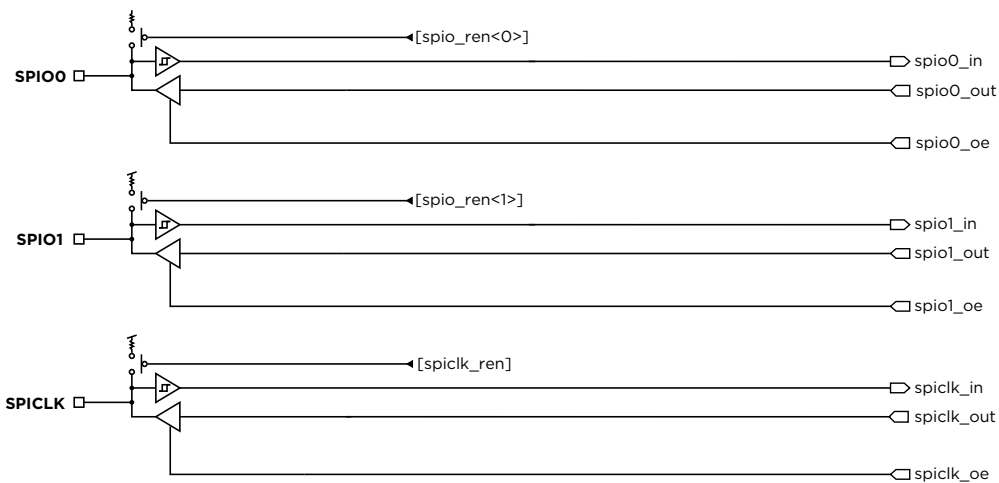 [spio_ren<0>]
spio0_in
SPIO0
spio0_out
spio0_oe
[spio_ren<1>]
spio1_in
SPIO1
spio1_out
spio1_oe
[spiclk_ren]
spiclk_in
SPICLK
spiclk_out
spiclk_oe